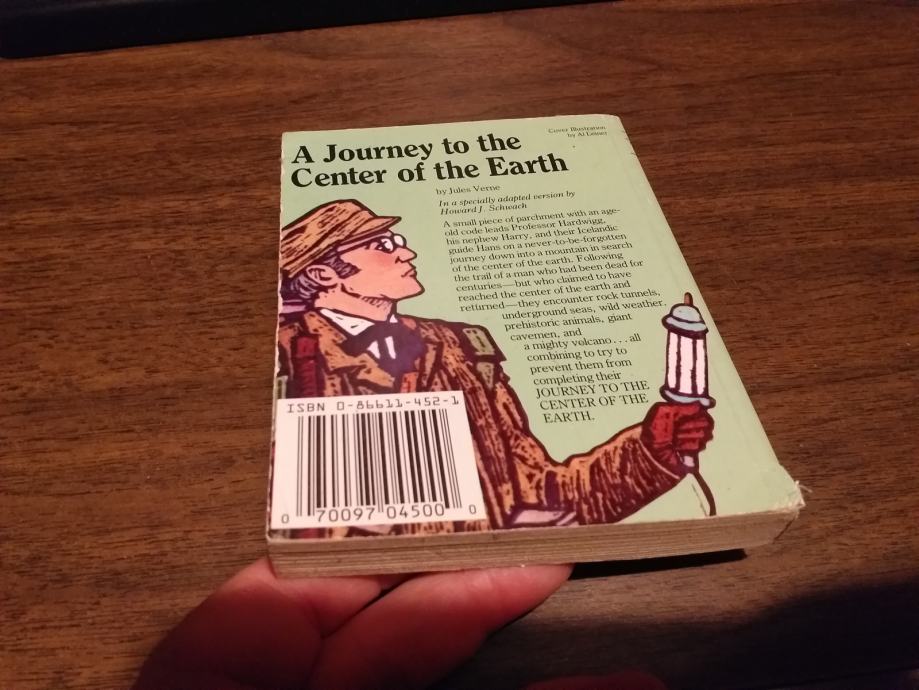 A Journey to the
Center of the Earth
Cover Illustration
by Al Leiner
by Jules Verne
In a specially adapted version by
Howard J. Schwach
A small piece of parchment with an age-
old code leads Professor Hardwigg,
his nephew Harry, and their Icelandic
guide Hans on a never-to-be-forgotten
journey down into a mountain in search
of the center of the earth. Following
the trail of a man who had been dead for
centuries—but who claimed to have
reached the center of the earth and
returned—they encounter rock tunnels,
underground seas, wild weather,
prehistoric animals, giant
cavemen, and
a mighty volcano...all
combining to try to
prevent them from
completing their
JOURNEY TO THE
CENTER OF THE
EARTH.
ISBN 0-86611-452-1
0 70097 04500 0